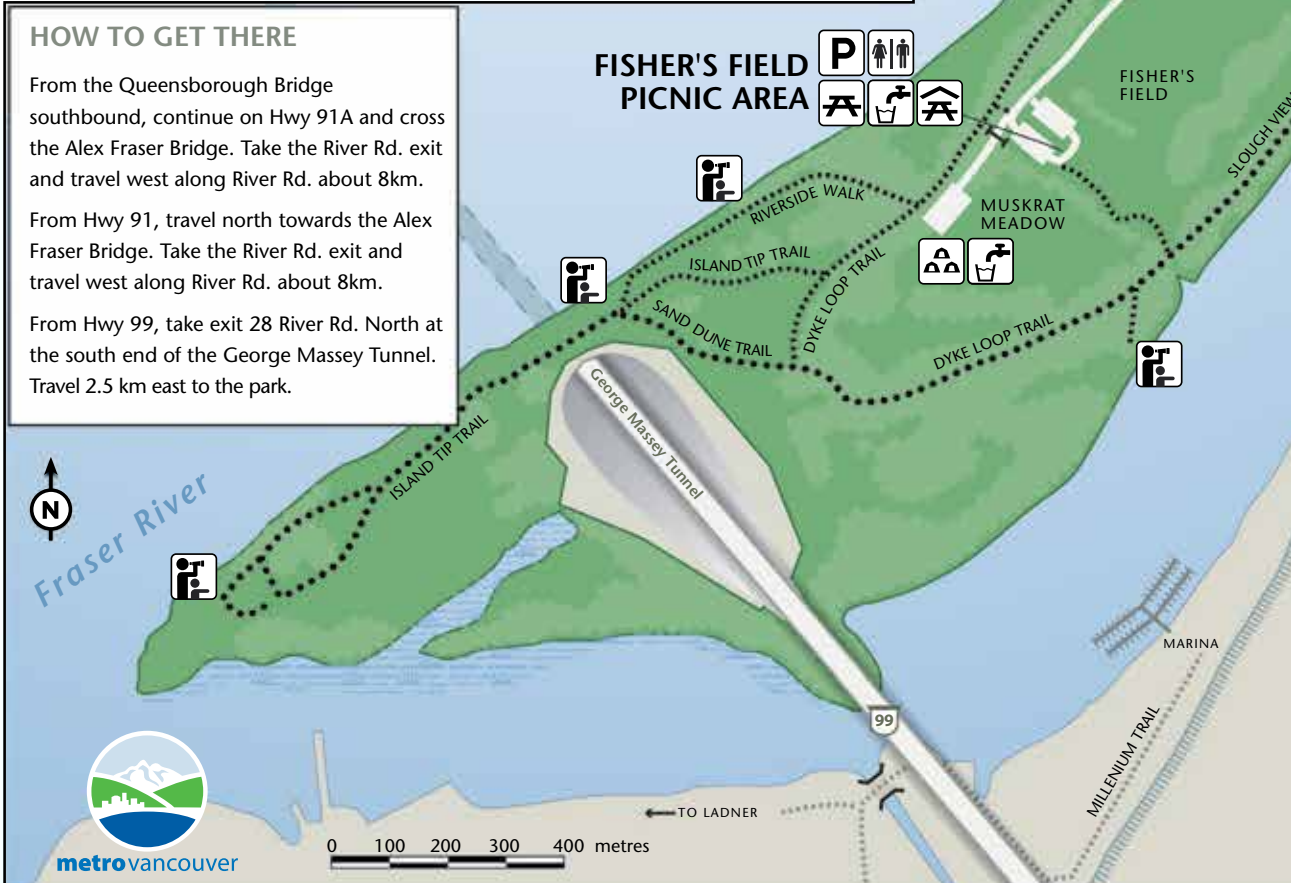 HOW TO GET THERE
From the Queensborough Bridge
southbound, continue on Hwy 91A and cross
the Alex Fraser Bridge. Take the River Rd. exit
and travel west along River Rd. about 8km.
From Hwy 91, travel north towards the Alex
Fraser Bridge. Take the River Rd. exit and
travel west along River Rd. about 8km.
From Hwy 99, take exit 28 River Rd. North at
the south end of the George Massey Tunnel.
Travel 2.5 km east to the park.
FISHER'S FIELD
PICNIC AREA
P
FISHER'S
FIELD
SLOUGH VIEW
RIVERSIDE WALK
MUSKRAT
MEADOW
ISLAND TIP TRAIL
DYKE LOOP TRAIL
SAND DUNE TRAIL
DYKE LOOP TRAIL
George Massey Tunnel
ISLAND TIP TRAIL
N
Fraser River
MARINA
99
MILLENIUM TRAIL
TO LADNER
metrovancouver
0 100 200 300 400 metres